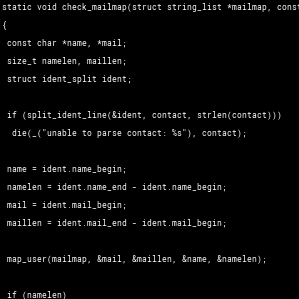 static void check_mailmap(struct string_list *mailmap, const
{
const char *name, *mail;
size_t namelen, maillen;
struct ident_split ident;
if (split_ident_line(&ident, contact, strlen(contact)))
die(_("unable to parse contact: %s"), contact);
name = ident.name_begin;
namelen = ident.name_end - ident.name_begin;
mail = ident.mail_begin;
maillen = ident.mail_end - ident.mail_begin;
map_user(mailmap, &mail, &maillen, &name, &namelen);
if (namelen)